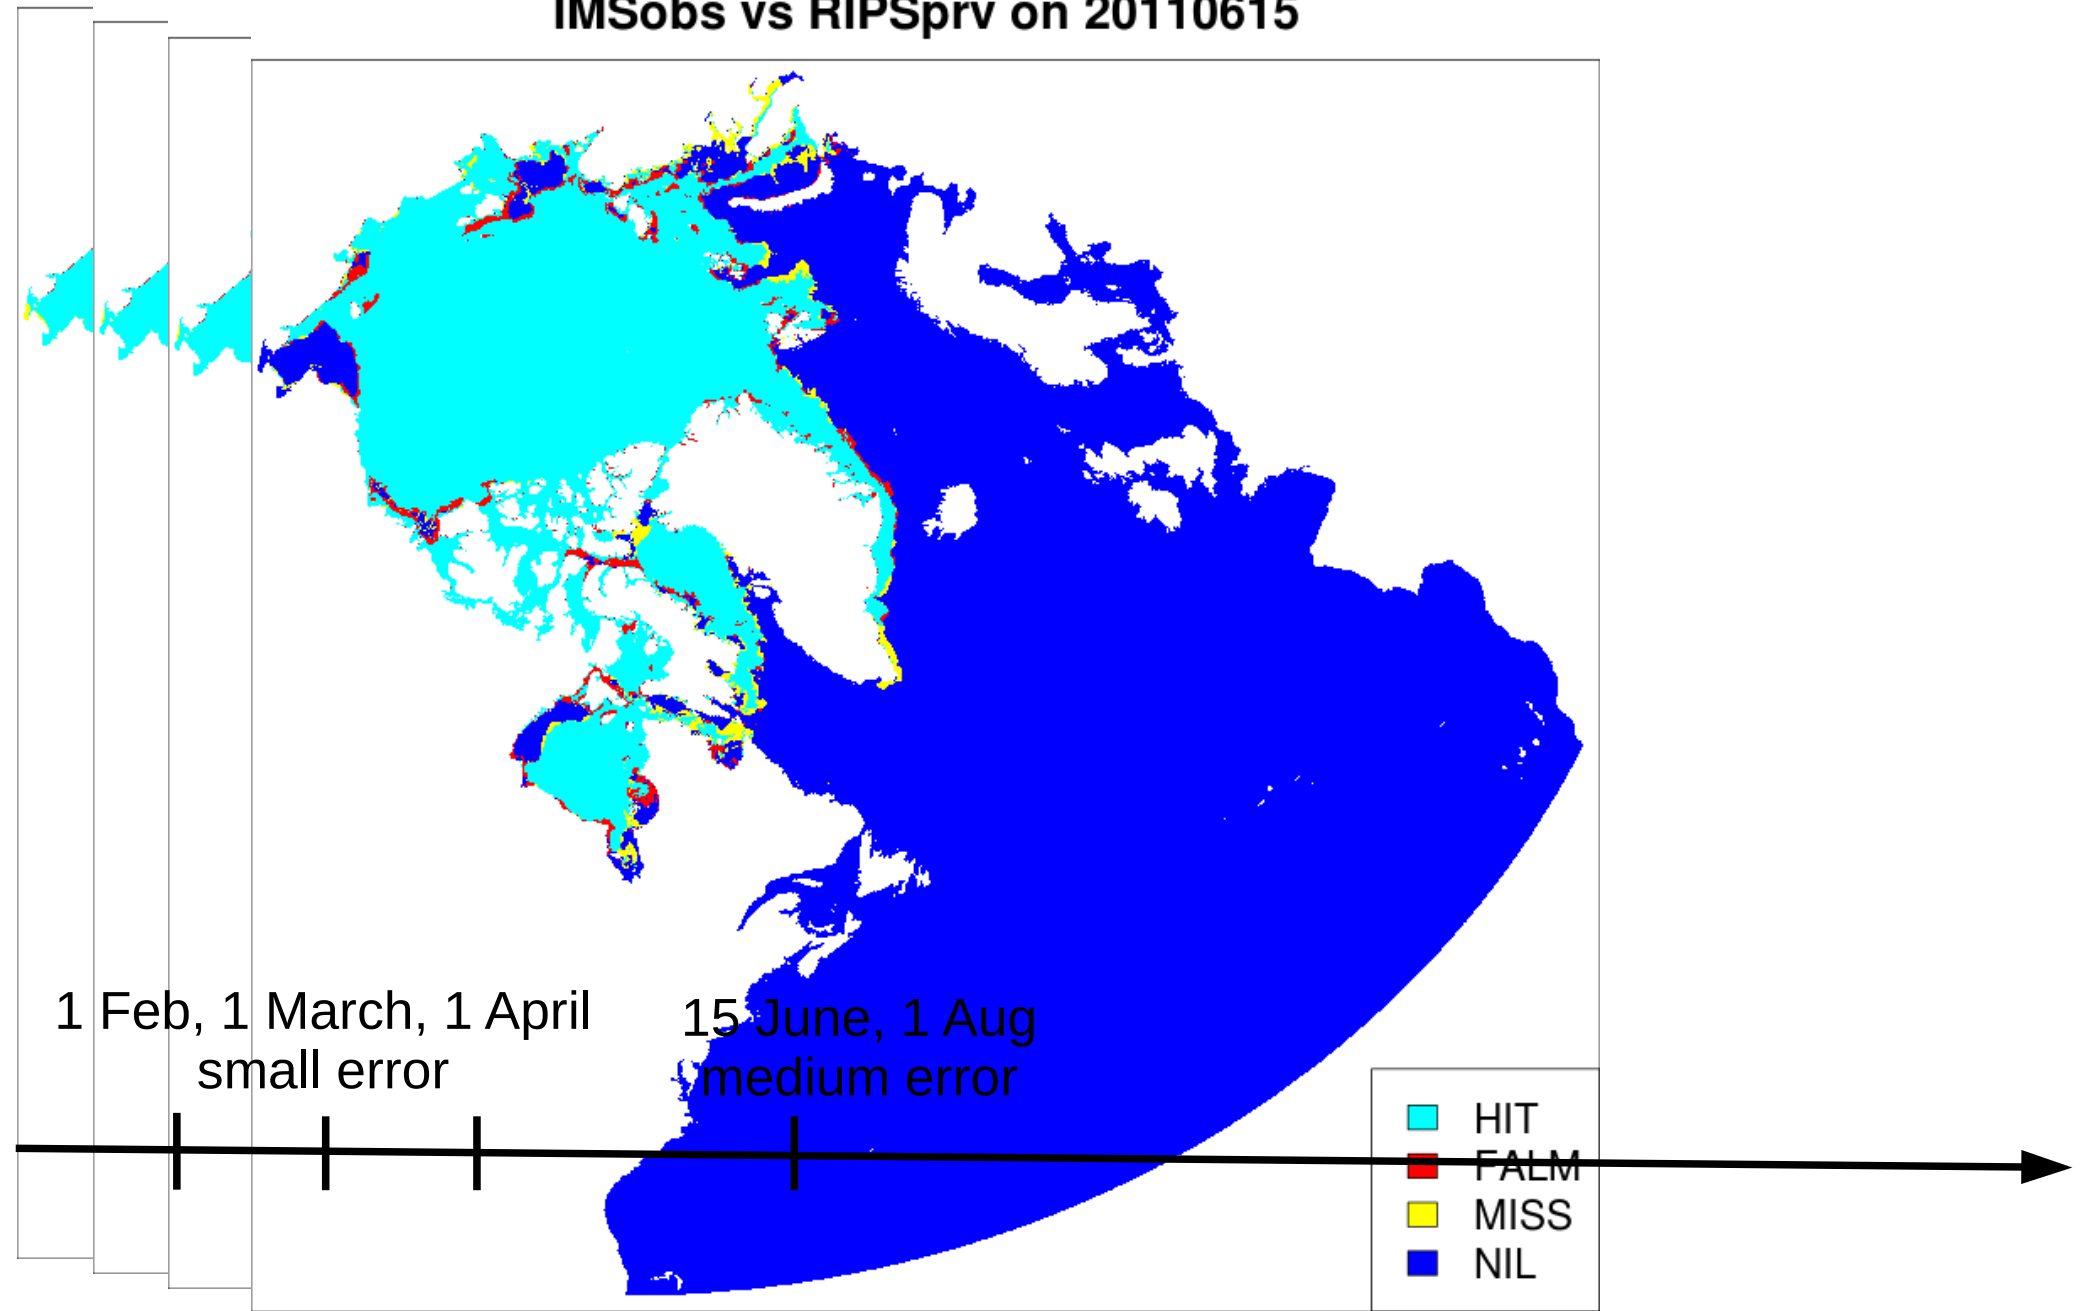 IMSobs vs RIPSprv on 20110615
1 Feb, 1 March, 1 April
small error
15 June, 1 Aug
medium error
HIT
FALM
MISS
NIL